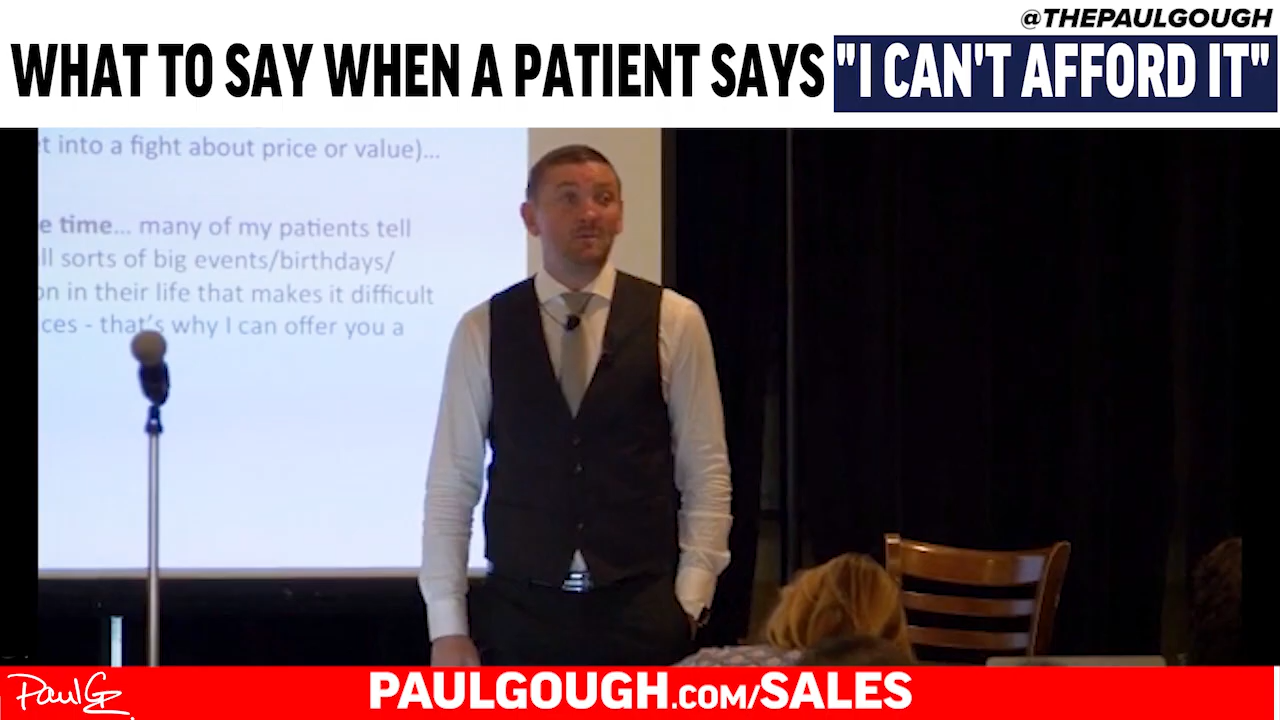 @THEPAULGOUGH
WHAT TO SAY WHEN A PATIENT SAYS "I CAN'T AFFORD IT"
t into a fight about price or value)...
e time... many of my patients tell
ll sorts of big events/birthdays/
on in their life that makes it difficult
ces - that's why I can offer you a
PaulG
PAULGOUGH.COM/SALES